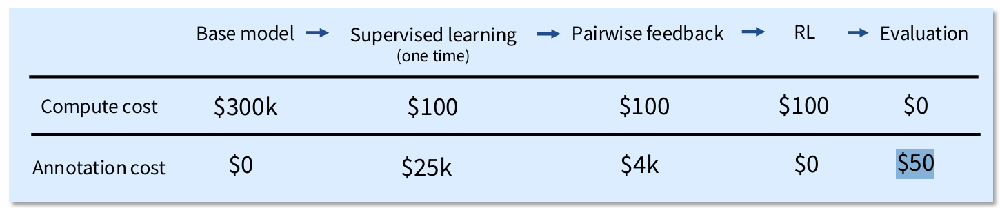 Base model → Supervised learning → Pairwise feedback → RL → Evaluation
(one time)
Compute cost $300k $100 $100 $100 $0
Annotation cost $0 $25k $4k $0 $50